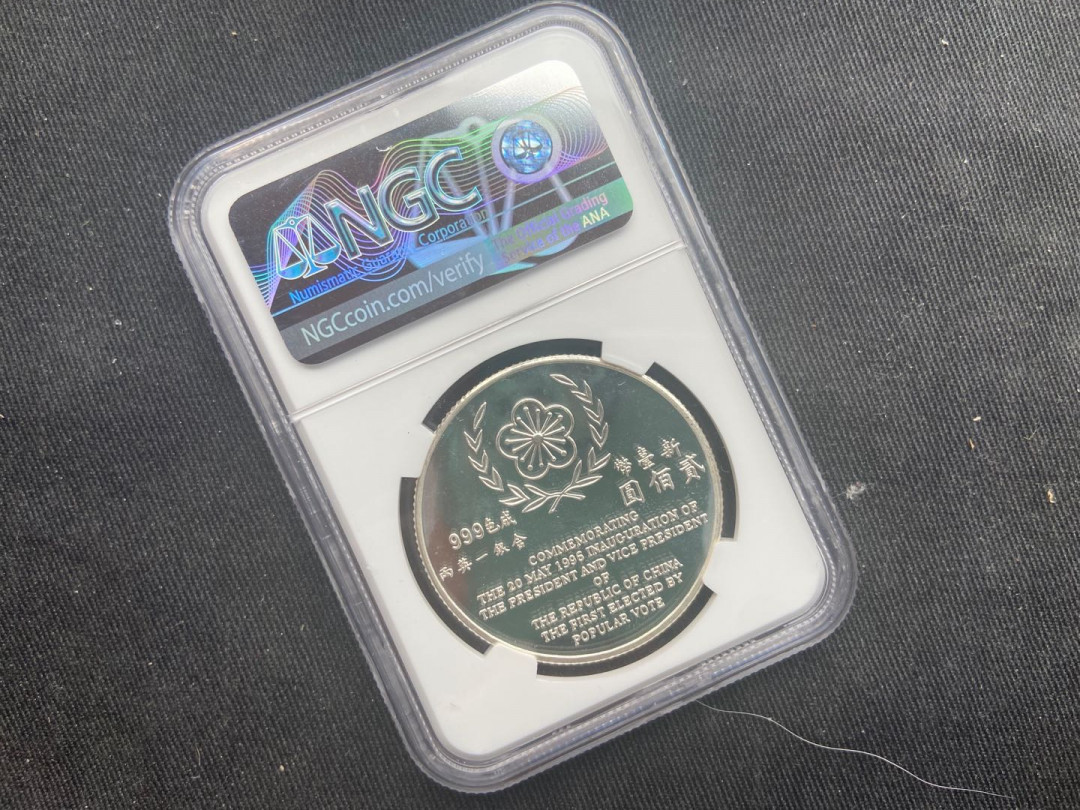 NGC
Numismatic Guaranty Corporation
The Official Grading
Service of the ANA
NGCcoin.com/verify
新臺幣
貳佰圓
成色999
含銀一英兩
COMMEMORATING
THE 20 MAY 1996 INAUGURATION OF
THE PRESIDENT AND VICE PRESIDENT
OF
THE REPUBLIC OF CHINA
THE FIRST ELECTED BY
POPULAR VOTE